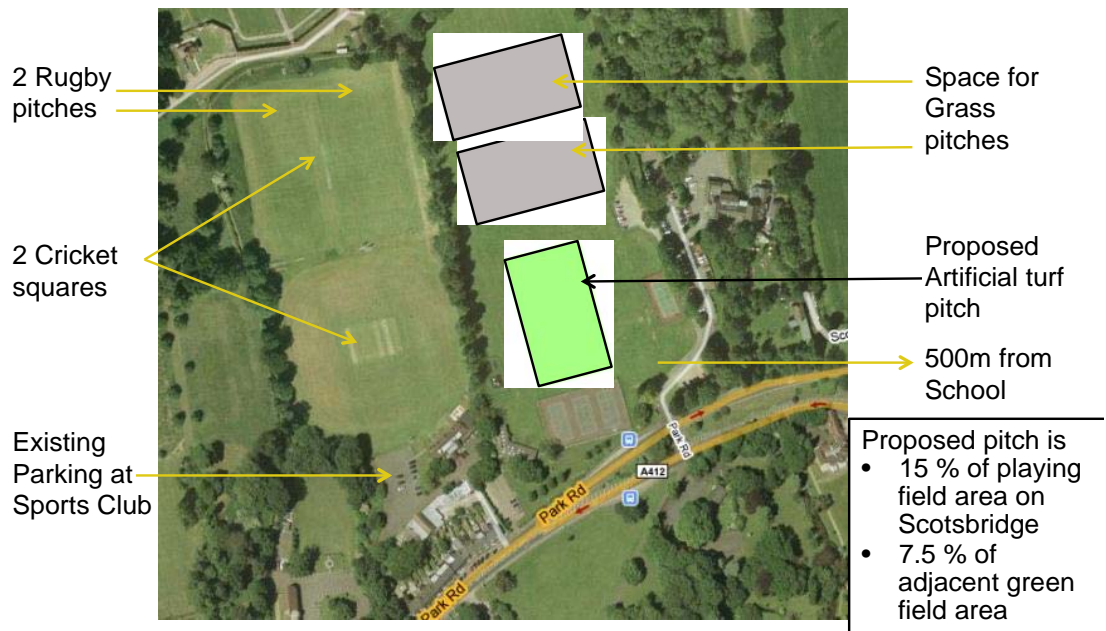 2 Rugby
pitches
2 Cricket
squares
Existing
Parking at
Sports Club
Space for
Grass
pitches
Proposed
Artificial turf
pitch
500m from
School
Proposed pitch is
• 15 % of playing
field area on
Scotsbridge
• 7.5 % of
adjacent green
field area
Park Rd
A412
Park Rd
Park Rd